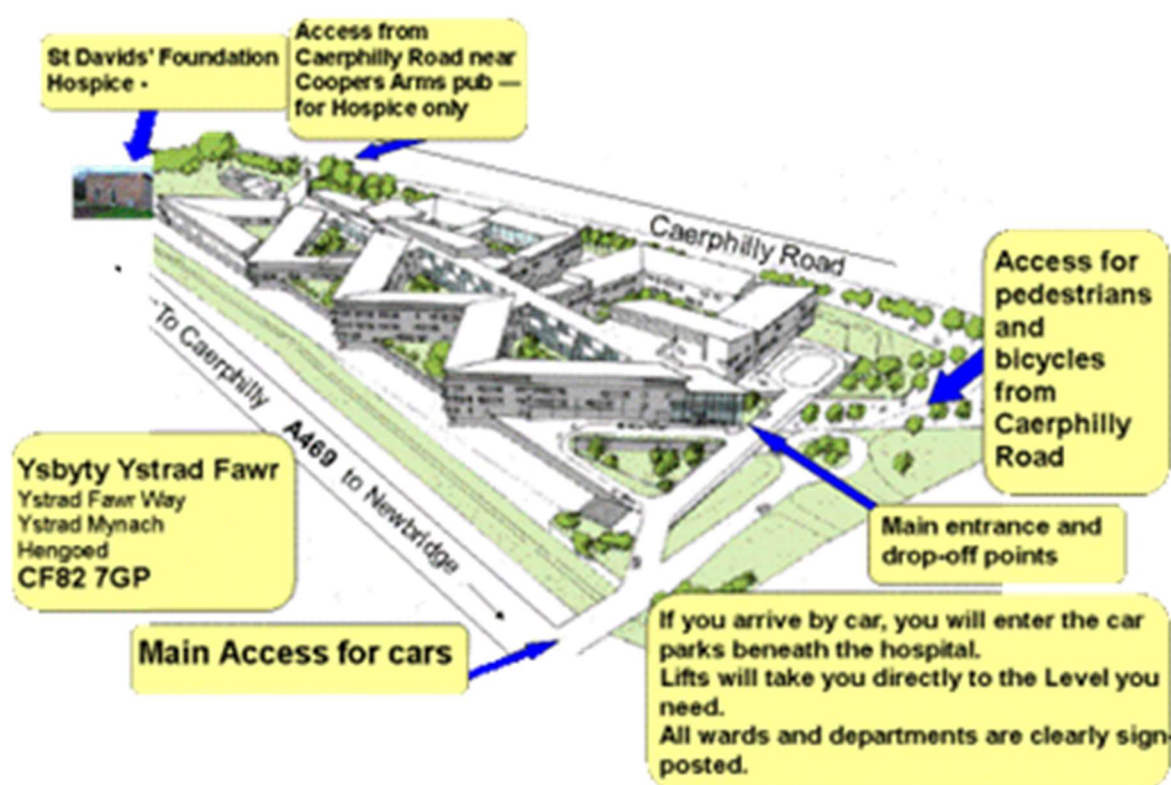 St Davids' Foundation
Hospice -
Access from
Caerphilly Road near
Coopers Arms pub —
for Hospice only
Caerphilly Road
Access for
pedestrians
and
bicycles
from
Caerphilly
Road
To Caerphilly A469 to Newbridge
Ysbyty Ystrad Fawr
Ystrad Fawr Way
Ystrad Mynach
Hengoed
CF82 7GP
Main entrance and
drop-off points
Main Access for cars
If you arrive by car, you will enter the car
parks beneath the hospital.
Lifts will take you directly to the Level you
need.
All wards and departments are clearly sign-
posted.